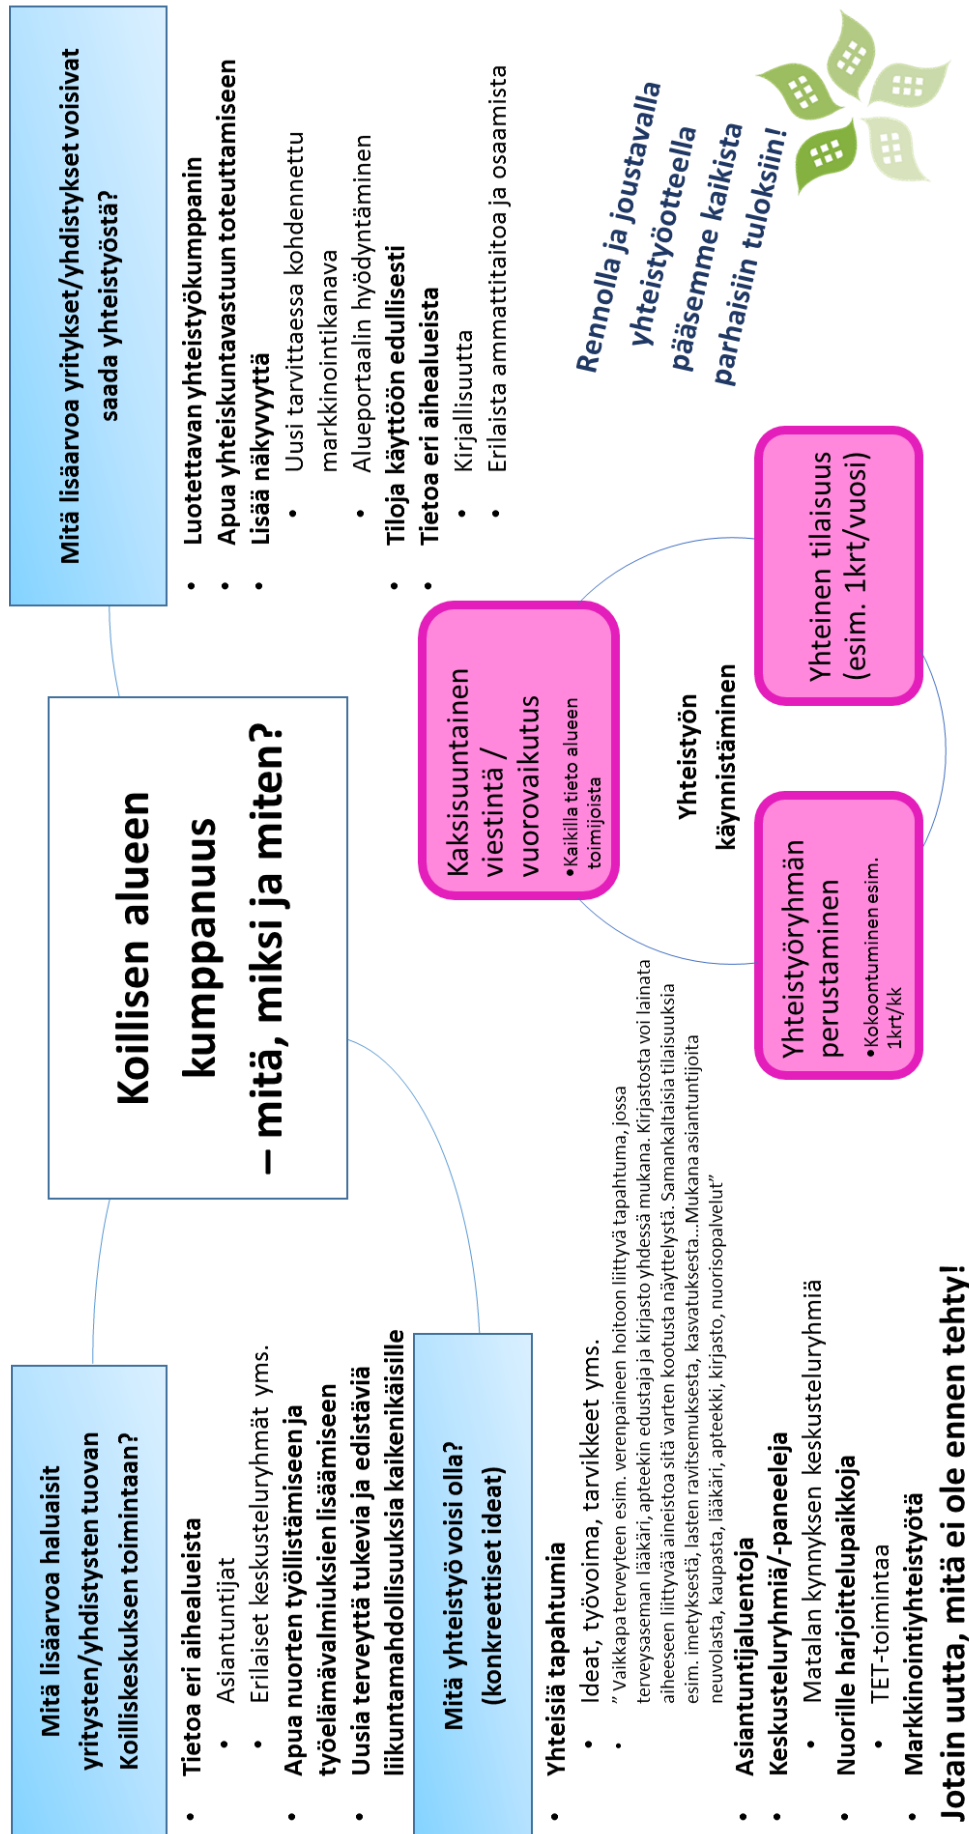 Koillisen alueen
kumppanuus
– mitä, miksi ja miten?
Mitä lisäarvoa haluaisit
yritysten/yhdistysten tuovan
Koilliskeskuksen toimintaan?
• Tietoa eri aihealueista
• Asiantuntijat
• Erilaiset keskusteluryhmät yms.
• Apua nuorten työllistämiseen ja
työelämävalmiuksien lisäämiseen
• Uusia terveyttä tukevia ja edistäviä
liikuntamahdollisuuksia kaikenikäisille
Mitä lisäarvoa yritykset/yhdistykset voisivat
saada yhteistyöstä?
• Luotettavan yhteistyökumppanin
• Apua yhteiskuntavastuun toteuttamiseen
• Lisää näkyvyyttä
• Uusi tarvittaessa kohdennettu
markkinointikanava
• Alueportaalin hyödyntäminen
• Tiloja käyttöön edullisesti
• Tietoa eri aihealueista
• Kirjallisuutta
• Erilaista ammattitaitoa ja osaamista
Mitä yhteistyö voisi olla?
(konkreettiset ideat)
• Yhteisiä tapahtumia
• Ideat, työvoima, tarvikkeet yms.
• ” Vaikkapa terveyteen esim. verenpaineen hoitoon liittyvä tapahtuma, jossa
terveysaseman lääkäri, apteekin edustaja ja kirjasto yhdessä mukana. Kirjastosta voi lainata
aiheeseen liittyvää aineistoa sitä varten kootusta näyttelystä. Samankaltaisia tilaisuuksia
esim. imetyksestä, lasten ravitsemuksesta, kasvatuksesta...Mukana asiantuntijoita
neuvolasta, kaupasta, lääkäri, apteekki, kirjasto, nuorisopalvelut”
• Asiantuntijaluentoja
• Keskusteluryhmiä/-paneeleja
• Matalan kynnyksen keskusteluryhmiä
• Nuorille harjoittelupaikkoja
• TET-toimintaa
• Markkinointiyhteistyötä
Jotain uutta, mitä ei ole ennen tehty!
Kaksisuuntainen
viestintä /
vuorovaikutus
•Kaikilla tieto alueen
toimijoista
Yhteistyön
käynnistäminen
Yhteistyöryhmän
perustaminen
•Kokoontuminen esim.
1krt/kk
Yhteinen tilaisuus
(esim. 1krt/vuosi)
Rennolla ja joustavalla
yhteistyöotteella
pääsemme kaikista
parhaisiin tuloksiin!